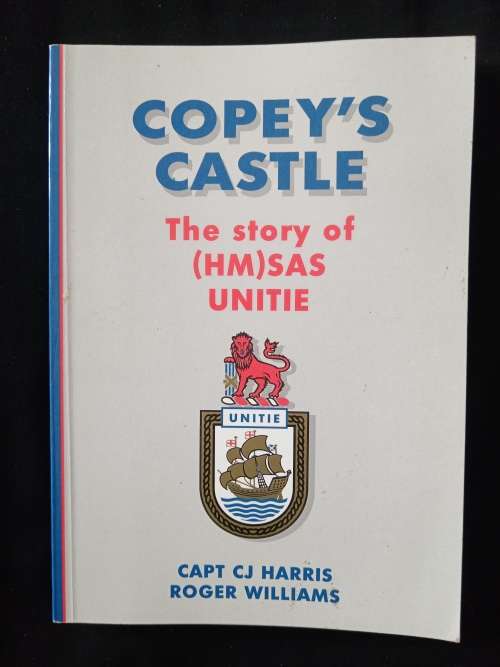 COPEY'S
CASTLE
The story of
(HM)SAS
UNITIE
UNITIE
CAPT CJ HARRIS
ROGER WILLIAMS